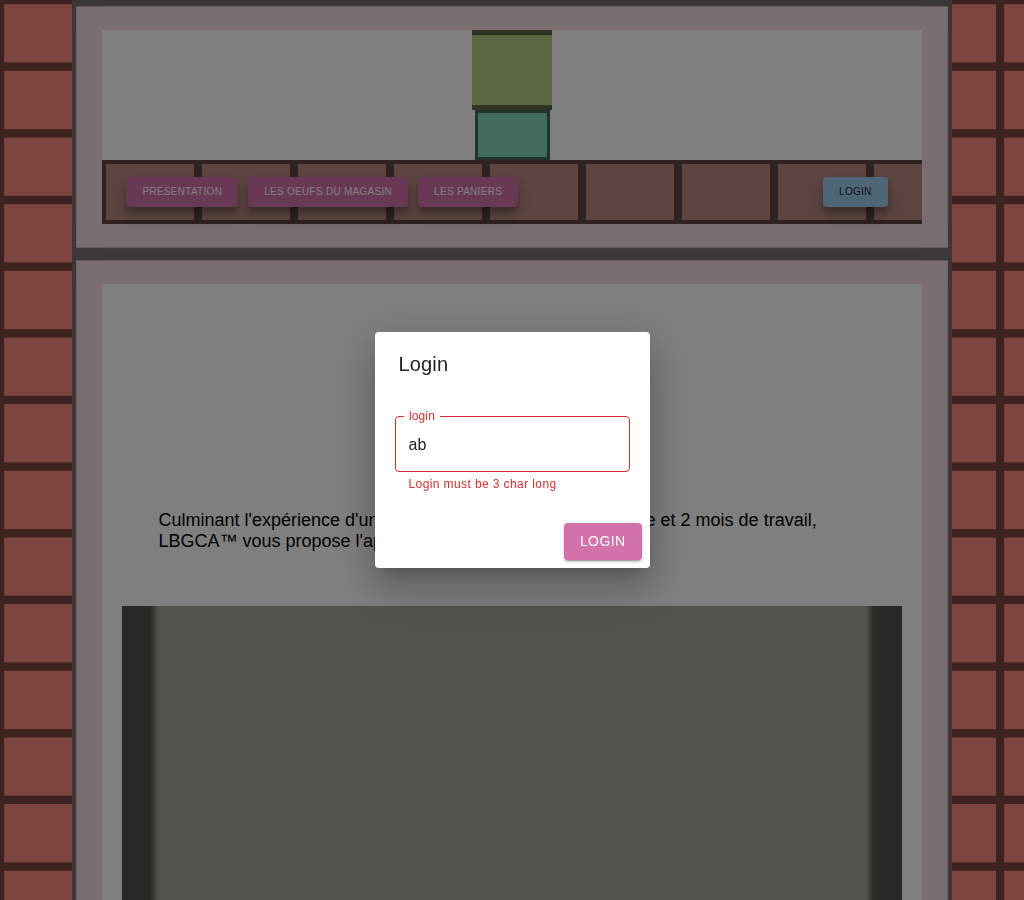 PRÉSENTATION LES OEUFS DU MAGASIN LES PANIERS LOGIN
Login
login
ab
Login must be 3 char long
Culminant l'expérience d'un et 2 mois de travail,
LBGCA™ vous propose l'a
LOGIN